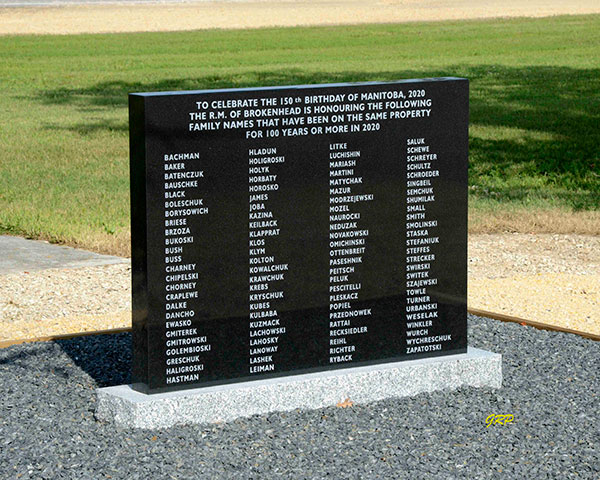 TO CELEBRATE THE 150 th BIRTHDAY OF MANITOBA, 2020
THE R.M. OF BROKENHEAD IS HONOURING THE FOLLOWING
FAMILY NAMES THAT HAVE BEEN ON THE SAME PROPERTY
FOR 100 YEARS OR MORE IN 2020
BACHMAN
BAKER
BATENCZUK
BAUSCHKE
BLACK
BOLESCHUK
BORYSOWICH
BRIESE
BRZOZA
BUKOSKI
BUSH
BUSS
CHARNEY
CHIPELSKI
CHORNEY
CRAPLEWE
DALKE
DANCHO
EWASKO
GMITEREK
GMITROWSKI
GOLEMBIOSKI
GRESCHUK
HALIGROSKI
HASTMAN
HLADUN
HOLIGROSKI
HOLYK
HORBATY
HOROSKO
JAMES
JOBA
KAZINA
KEILBACK
KLAPPRAT
KLOS
KLYM
KOLTON
KOWALCHUK
KRAWCHUK
KREBS
KRYSCHUK
KUBES
KULBABA
KUZMACK
LACHOWSKI
LAHOSKY
LANOWAY
LASHEK
LEIMAN
LITKE
LUCHISHIN
MARIASH
MARTINI
MATYCHAK
MAZUR
MODRZEJEWSKI
MOZEL
NAUROCKI
NEDUZAK
NOVAKOWSKI
OMICHINSKI
OTTENBREIT
PASESHNIK
PEITSCH
PELUK
PESCITELLI
PLESKACZ
POPIEL
PRZEDNOWEK
RATTAI
RECKSIEDLER
REIHL
RICHTER
RYBACK
SALUK
SCHEWE
SCHREYER
SCHULTZ
SCHROEDER
SINGBEIL
SEMCHUK
SHUMILAK
SMALL
SMITH
SMOLINSKI
STASKA
STEFANIUK
STEFFES
STRECKER
SWIRSKI
SWITEK
SZAJEWSKI
TOWLE
TURNER
URBANSKI
WESELAK
WINKLER
WURCH
WYCHRESCHUK
ZAPATOTSKI
GRP